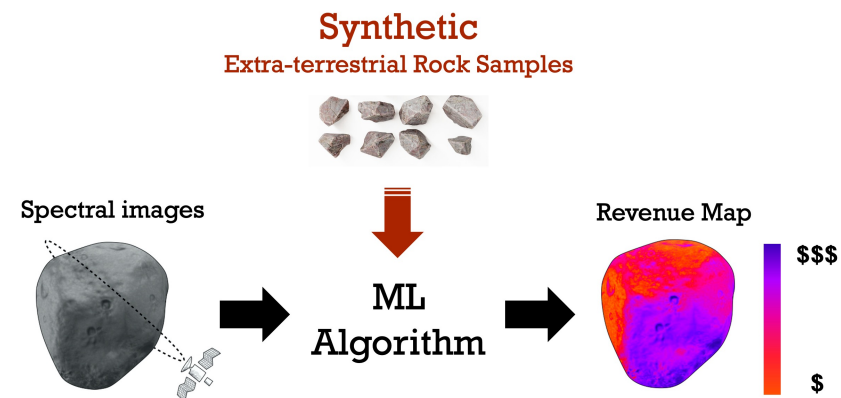 Synthetic
Extra-terrestrial Rock Samples
Spectral images
Revenue Map
$$$
ML
Algorithm
$